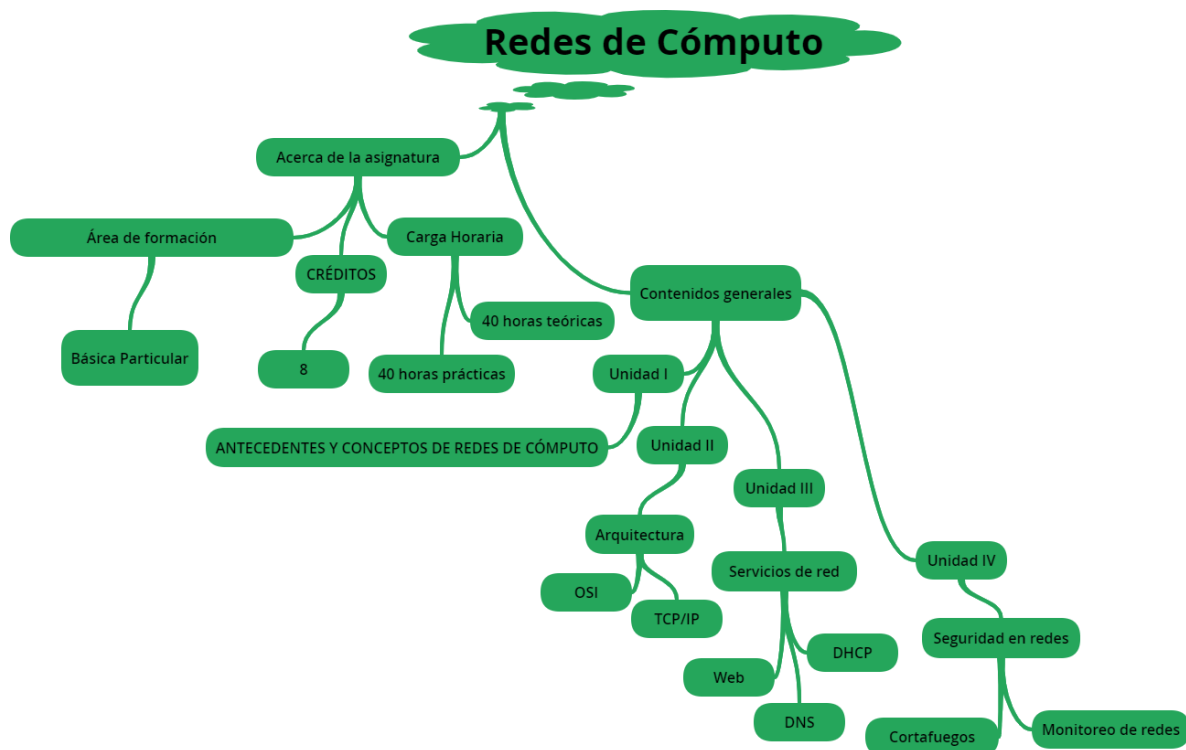 Redes de Cómputo
Acerca de la asignatura
Área de formación
Básica Particular
CRÉDITOS
8
Carga Horaria
40 horas teóricas
40 horas prácticas
Contenidos generales
Unidad I
ANTECEDENTES Y CONCEPTOS DE REDES DE CÓMPUTO
Unidad II
Arquitectura
OSI
TCP/IP
Unidad III
Servicios de red
Web
DNS
DHCP
Unidad IV
Seguridad en redes
Cortafuegos
Monitoreo de redes